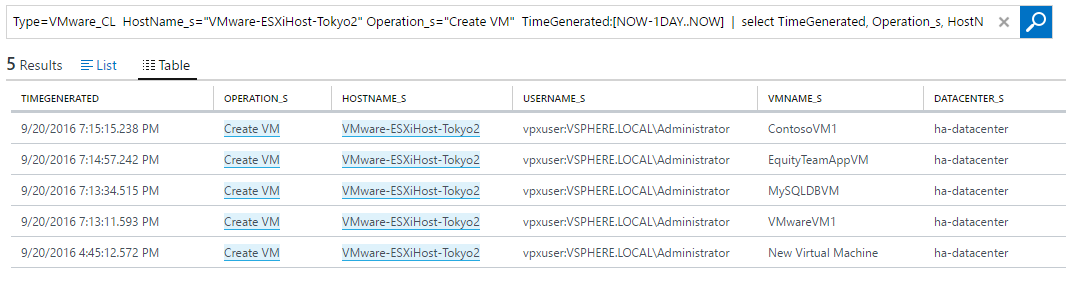 Type=VMware_CL HostName_s="VMware-ESXiHost-Tokyo2" Operation_s="Create VM" TimeGenerated:[NOW-1DAY..NOW] | select TimeGenerated, Operation_s, HostN
5 Results List Table
TIMEGENERATED OPERATION_S HOSTNAME_S USERNAME_S VMNAME_S DATACENTER_S
9/20/2016 7:15:15.238 PM Create VM VMware-ESXiHost-Tokyo2 vpxuser:VSPHERE.LOCAL\Administrator ContosoVM1 ha-datacenter
9/20/2016 7:14:57.242 PM Create VM VMware-ESXiHost-Tokyo2 vpxuser:VSPHERE.LOCAL\Administrator EquityTeamAppVM ha-datacenter
9/20/2016 7:13:34.515 PM Create VM VMware-ESXiHost-Tokyo2 vpxuser:VSPHERE.LOCAL\Administrator MySQLDBVM ha-datacenter
9/20/2016 7:13:11.593 PM Create VM VMware-ESXiHost-Tokyo2 vpxuser:VSPHERE.LOCAL\Administrator VMwareVM1 ha-datacenter
9/20/2016 4:45:12.572 PM Create VM VMware-ESXiHost-Tokyo2 vpxuser:VSPHERE.LOCAL\Administrator New Virtual Machine ha-datacenter